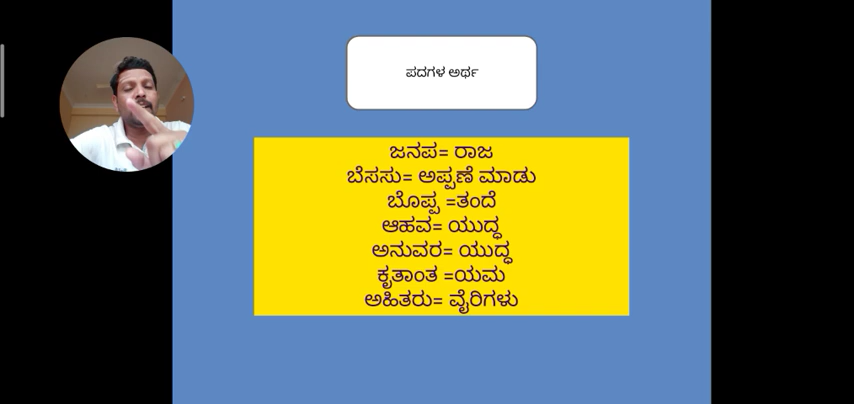 ಪದಗಳ ಅರ್ಥ
ಜನಪ= ರಾಜ
ಬೆಸಸು= ಅಪ್ಪಣೆ ಮಾಡು
ಬೊಪ್ಪ =ತಂದೆ
ಆಹವ= ಯುದ್ಧ
ಅನುವರ= ಯುದ್ಧ
ಕೃತಾಂತ =ಯಮ
ಅಹಿತರು= ವೈರಿಗಳು